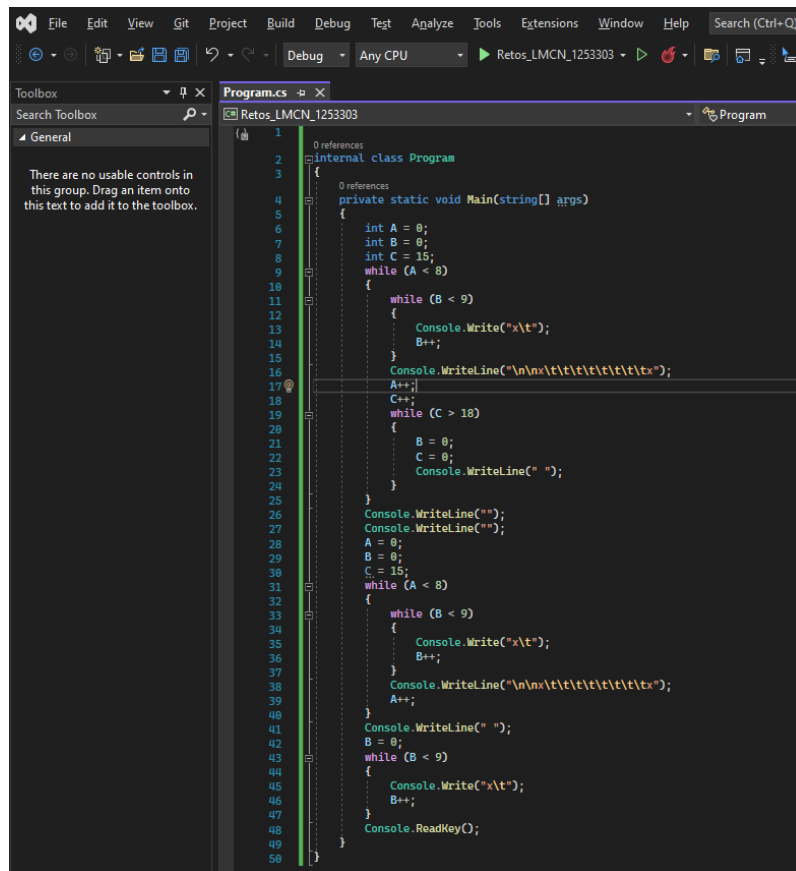 File Edit View Git Project Build Debug Test Analyze Tools Extensions Window Help Search (Ctrl+Q)
Debug Any CPU Retos_LMCN_1253303
Toolbox
Program.cs
Search Toolbox
C# Retos_LMCN_1253303 Program
General
There are no usable controls in
this group. Drag an item onto
this text to add it to the toolbox.
1
0 references
2 internal class Program
3 {
0 references
4 private static void Main(string[] args)
5 {
6 int A = 0;
7 int B = 0;
8 int C = 15;
9 while (A < 8)
10 {
11 while (B < 9)
12 {
13 Console.Write("x\t");
14 B++;
15 }
16 Console.WriteLine("\n\nx\t\t\t\t\t\t\t\tx");
17 A++;
18 C++;
19 while (C > 18)
20 {
21 B = 0;
22 C = 0;
23 Console.WriteLine(" ");
24 }
25 }
26 Console.WriteLine("");
27 Console.WriteLine("");
28 A = 0;
29 B = 0;
30 C = 15;
31 while (A < 8)
32 {
33 while (B < 9)
34 {
35 Console.Write("x\t");
36 B++;
37 }
38 Console.WriteLine("\n\nx\t\t\t\t\t\t\t\tx");
39 A++;
40 }
41 Console.WriteLine(" ");
42 B = 0;
43 while (B < 9)
44 {
45 Console.Write("x\t");
46 B++;
47 }
48 Console.ReadKey();
49 }
50 }